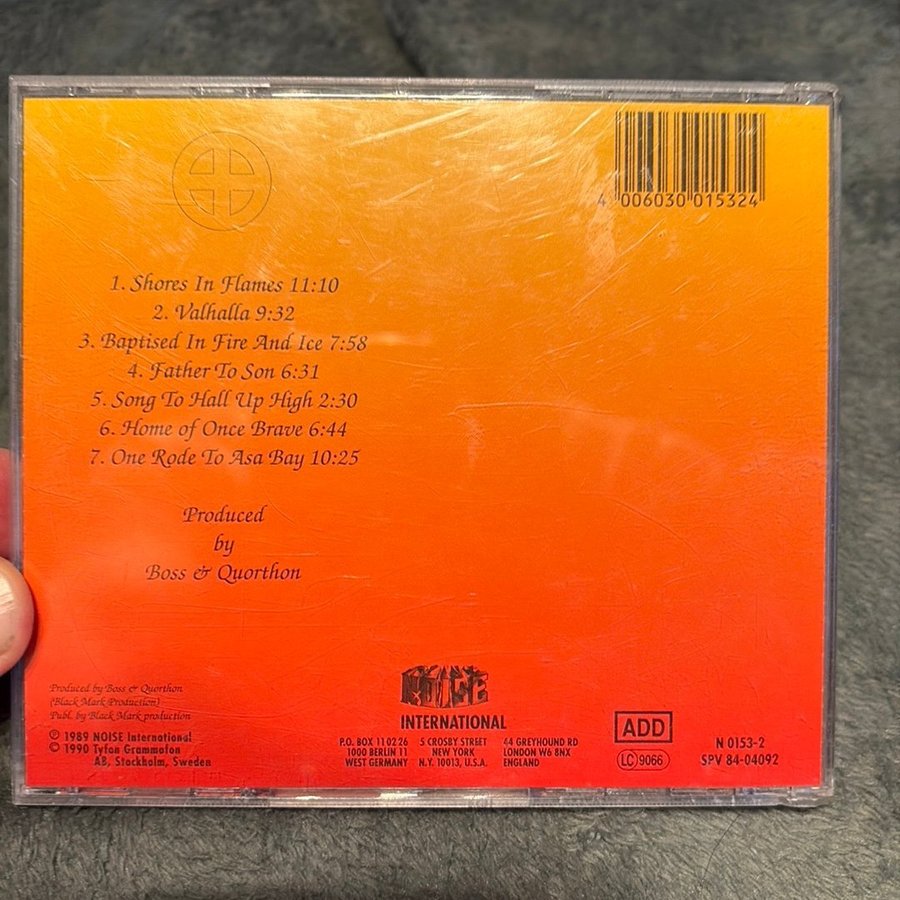 4 006030 015324
1. Shores In Flames 11:10
2. Valhalla 9:32
3. Baptised In Fire And Ice 7:58
4. Father To Son 6:31
5. Song To Hall Up High 2:30
6. Home of Once Brave 6:44
7. One Rode To Asa Bay 10:25
Produced
by
Boss & Quorthon
Produced by Boss & Quorthon
(Black Mark Production)
Publ. by Black Mark production
℗ 1989 NOISE International
© 1990 Tyfon Grammofon
AB, Stockholm, Sweden
NOISE
INTERNATIONAL
P.O. BOX 11 02 26
1000 BERLIN 11
WEST GERMANY
5 CROSBY STREET
NEW YORK
N.Y. 10013, U.S.A.
44 GREYHOUND RD
LONDON W6 8NX
ENGLAND
ADD
LC 9066
N 0153-2
SPV 84-04092